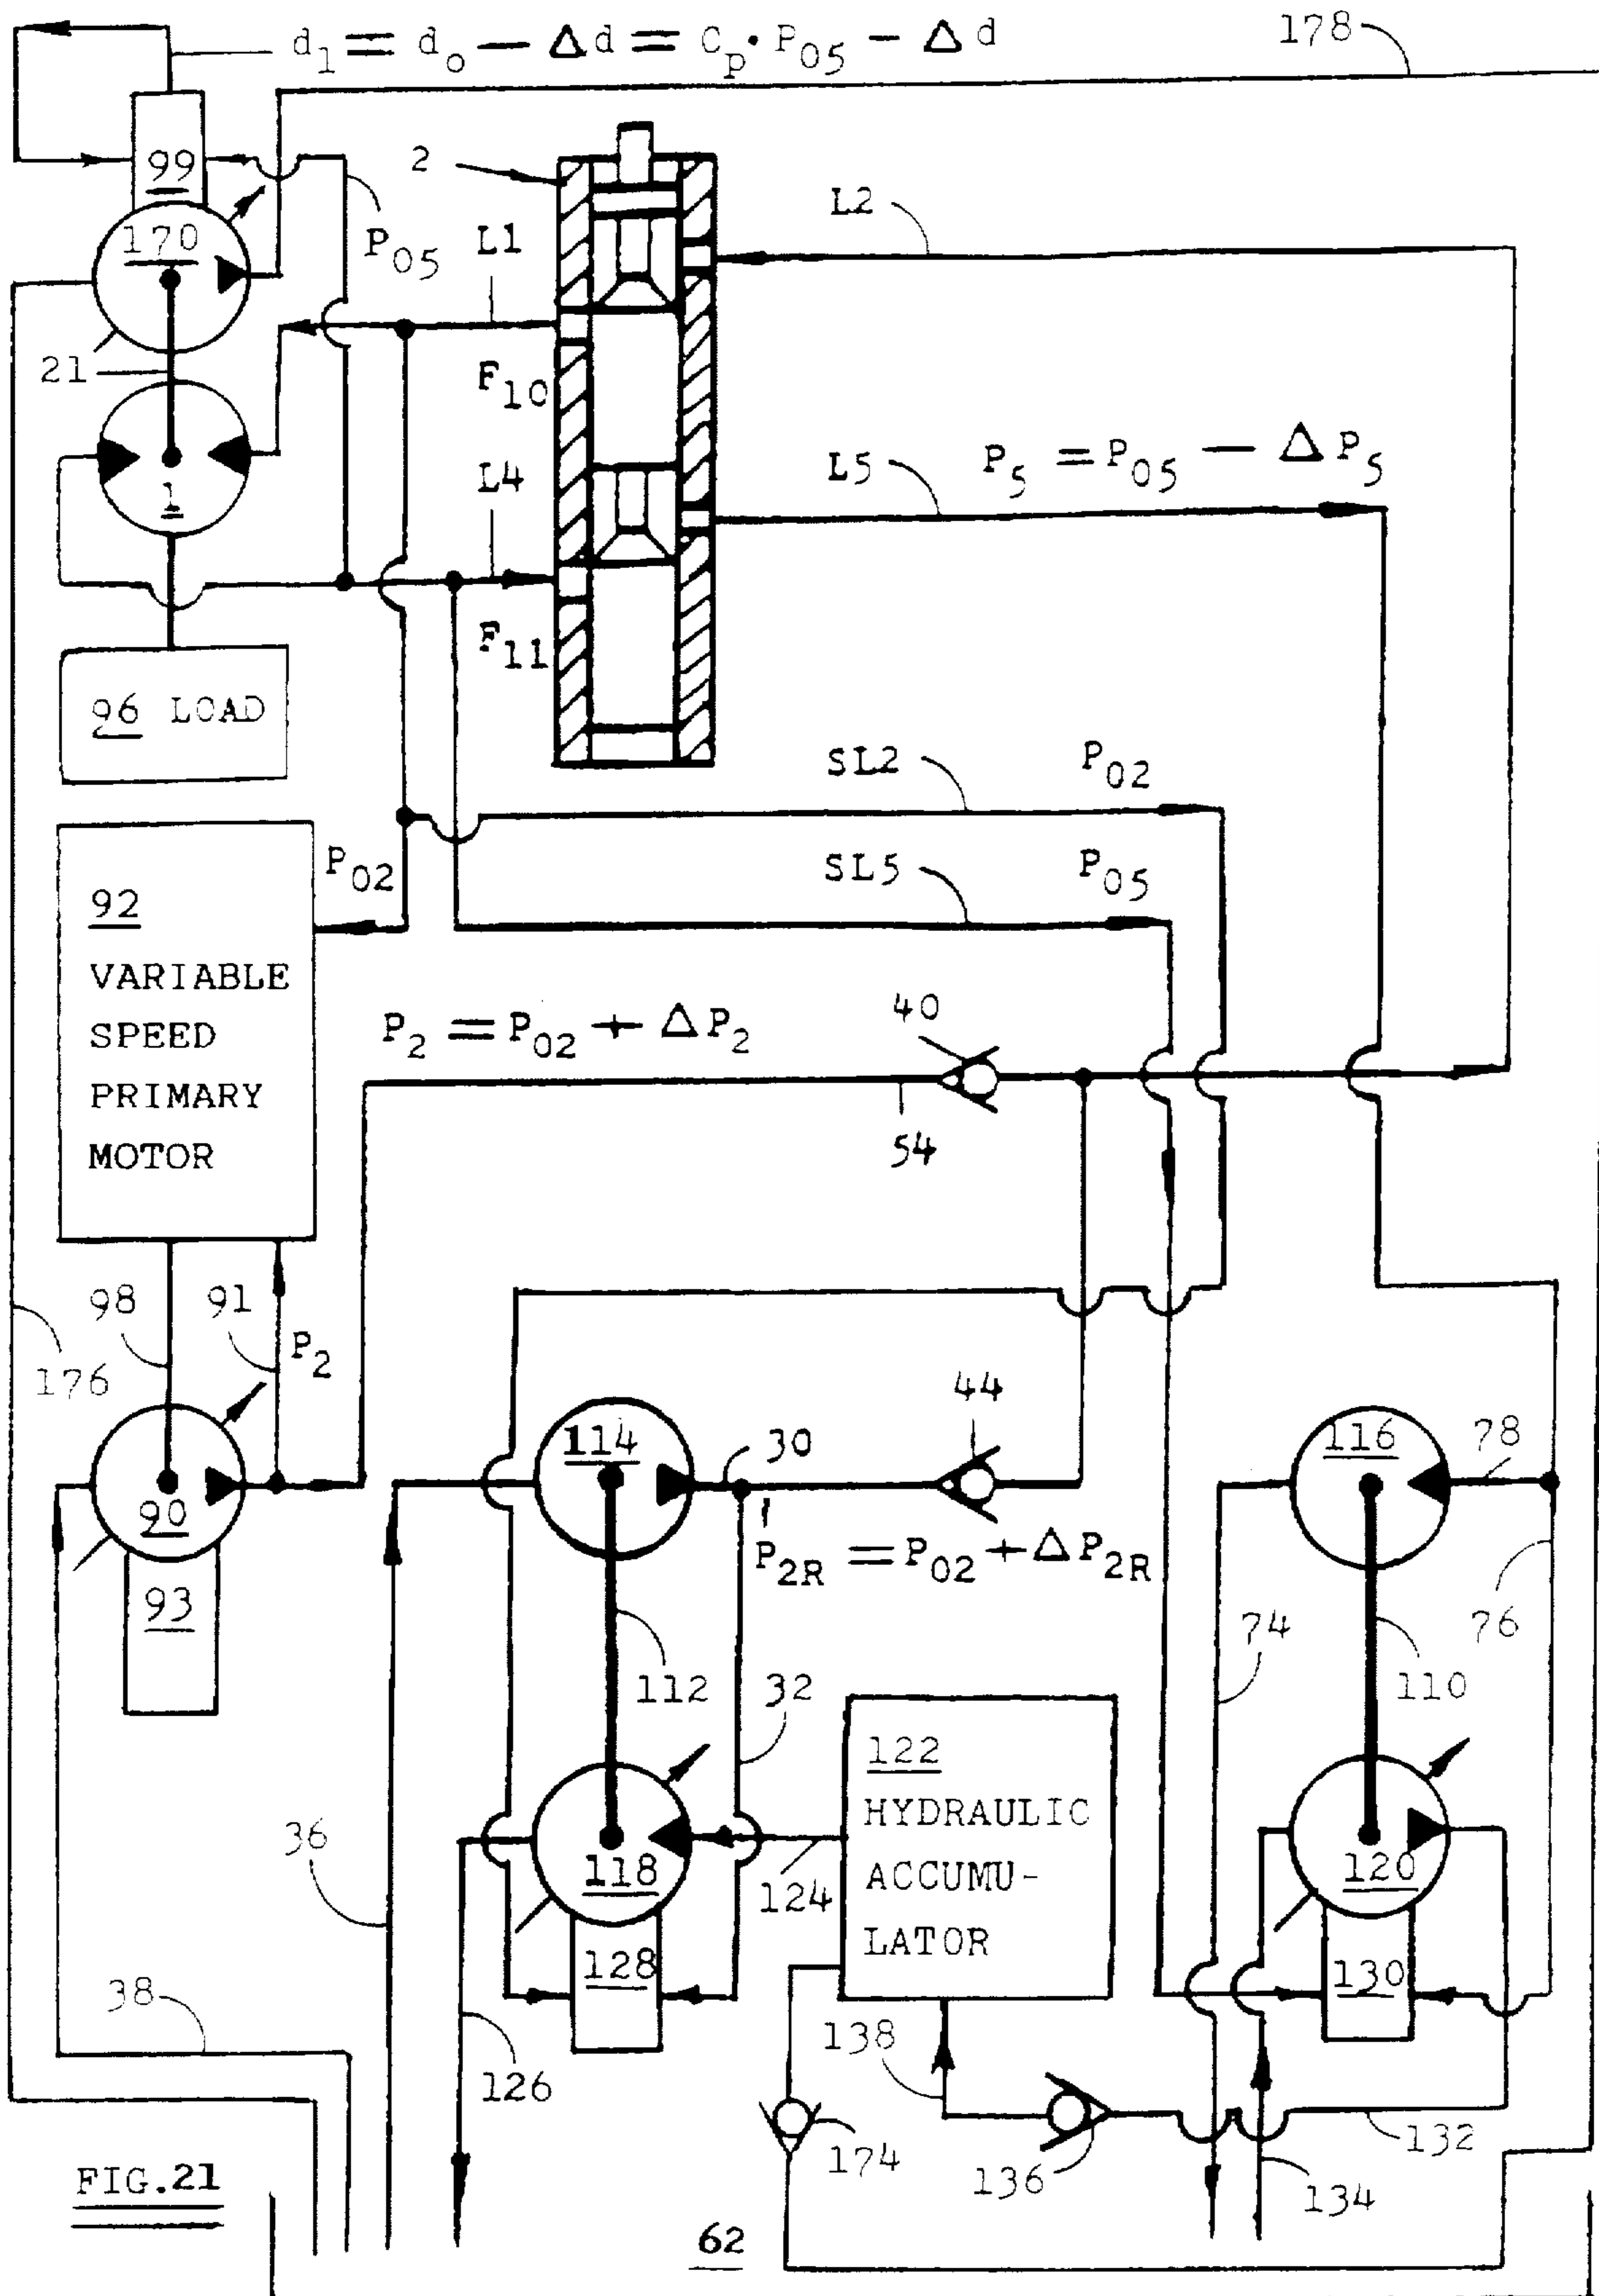 d₁ = d₀ − Δd = C_p · P₀₅ − Δd
178
99
2
170
P₀₅
L1
L2
21
F₁₀
1
L4
L5
P₅ = P₀₅ − ΔP₅
F₁₁
96 LOAD
SL2
P₀₂
P₀₂
SL5
P₀₅
92
VARIABLE
SPEED
PRIMARY
MOTOR
P₂ = P₀₂ + ΔP₂
40
54
98
91
P₂
176
44
114
30
116
78
90
P₂R = P₀₂ + ΔP₂R
93
74
76
112
32
110
122
HYDRAULIC
ACCUMU-
LATOR
36
118
124
120
128
130
38
138
126
174
136
132
134
FIG.21
62